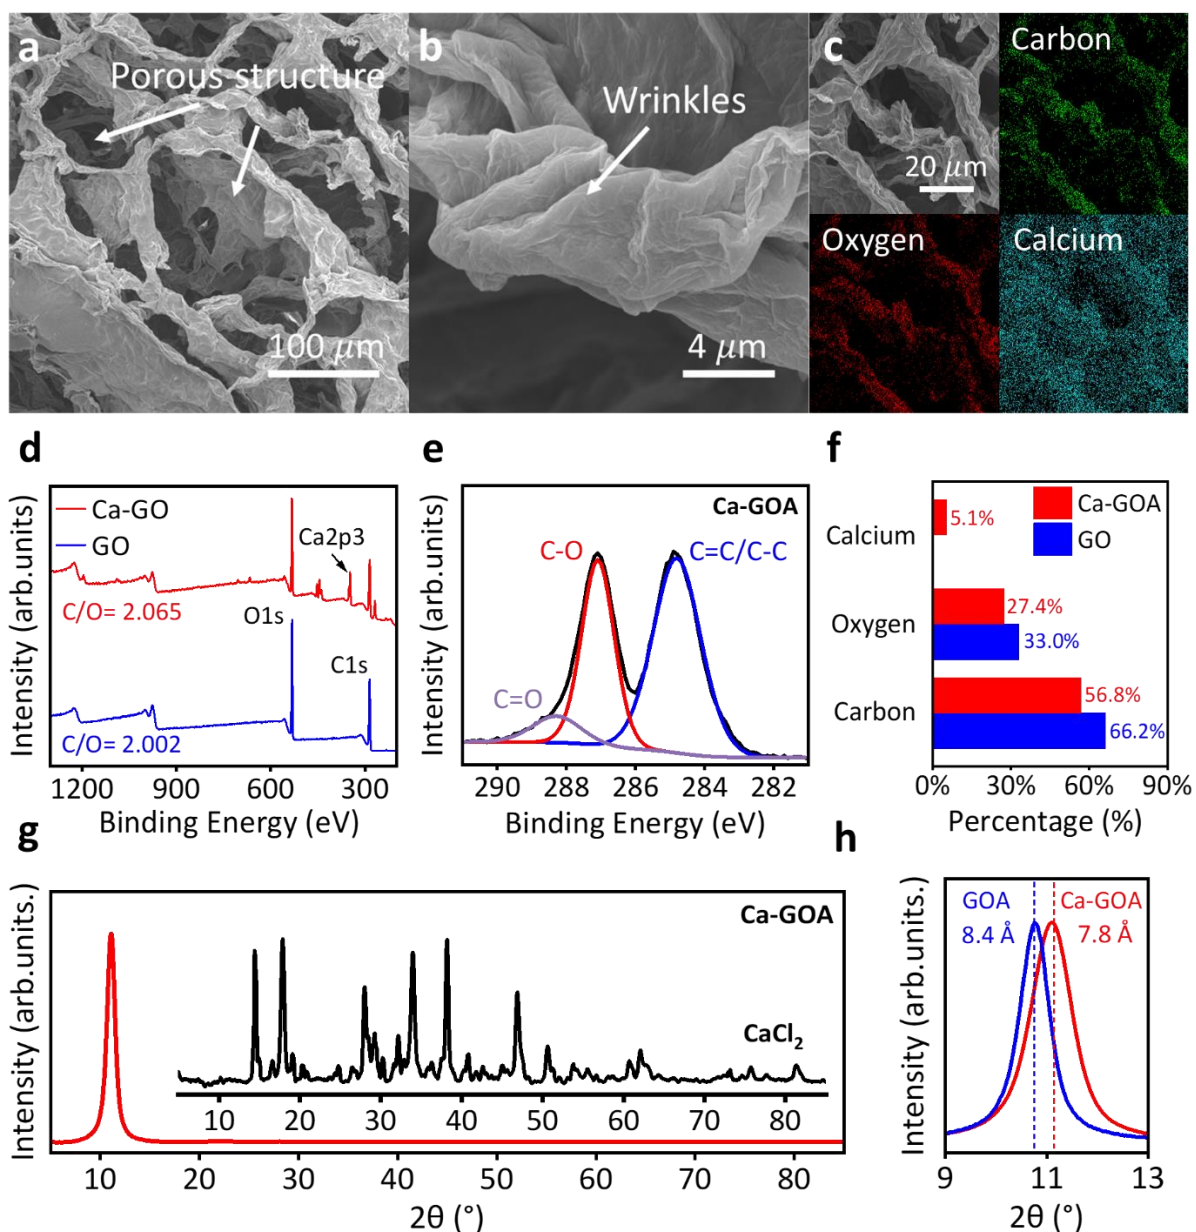 a
Porous structure
100 μm
b
Wrinkles
4 μm
c
20 μm
Carbon
Oxygen
Calcium
d
Intensity (arb.units)
Ca-GO
GO
Ca2p3
C/O= 2.065
O1s
C1s
C/O= 2.002
1200 900 600 300
Binding Energy (eV)
e
Intensity (arb.units)
Ca-GOA
C-O
C=C/C-C
C=O
290 288 286 284 282
Binding Energy (eV)
f
Ca-GOA
GO
Calcium
5.1%
Oxygen
27.4%
33.0%
Carbon
56.8%
66.2%
0% 30% 60% 90%
Percentage (%)
g
Intensity (arb.units.)
Ca-GOA
CaCl₂
10 20 30 40 50 60 70 80
10 20 30 40 50 60 70 80
2θ (°)
h
Intensity (arb.units.)
GOA
8.4 Å
Ca-GOA
7.8 Å
9 11 13
2θ (°)